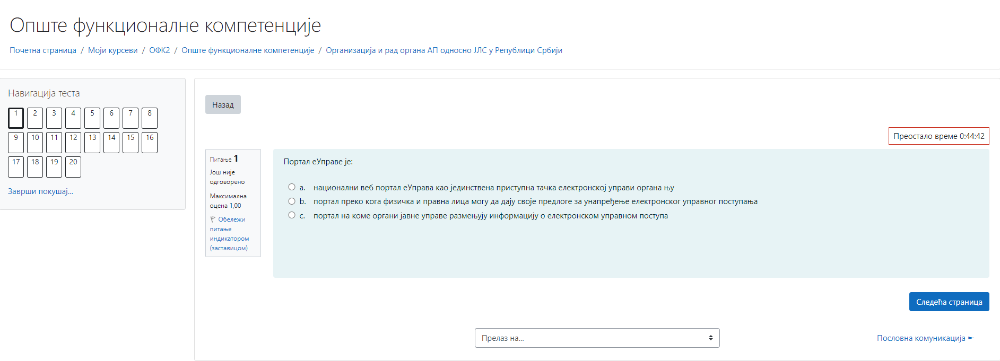 Опште функционалне компетенције
Почетна страница / Моји курсеви / ОФК2 / Опште функционалне компетенције / Организација и рад органа АП односно ЈЛС у Републици Србији
Навигација теста
1 2 3 4 5 6 7 8
9 10 11 12 13 14 15 16
17 18 19 20
Заврши покушај...
Назад
Преостало време 0:44:42
Питање 1
Још није
одговорено
Максимална
оцена 1,00
Обележи
питање
индикатором
(заставицом)
Портал еУправе је:
a. национални веб портал еУправа као јединствена приступна тачка електронској управи органа њу
b. портал преко кога физичка и правна лица могу да дају своје предлоге за унапређење електронског управног поступања
c. портал на коме органи јавне управе размењују информацију о електронском управном поступа
Следећа страница
Прелаз на...
Пословна комуникација ►